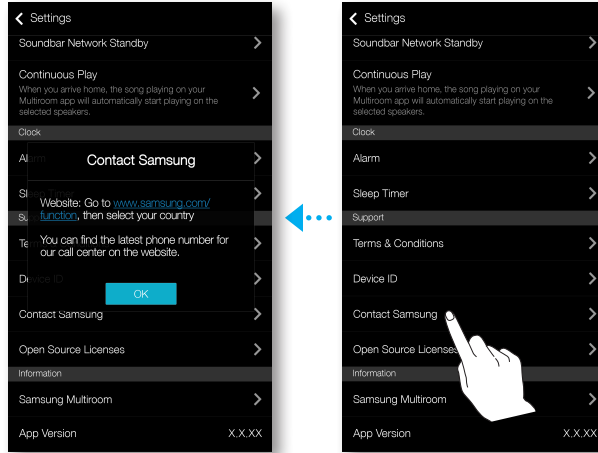 Settings
Soundbar Network Standby
Continuous Play
When you arrive home, the song playing on your
Multiroom app will automatically start playing on the
selected speakers.
Clock
Alarm
Contact Samsung
Sleep Timer
Website: Go to www.samsung.com/
function, then select your country
You can find the latest phone number for
our call center on the website.
Device ID
OK
Contact Samsung
Open Source Licenses
Information
Samsung Multiroom
App Version X.X.XX
Settings
Soundbar Network Standby
Continuous Play
When you arrive home, the song playing on your
Multiroom app will automatically start playing on the
selected speakers.
Clock
Alarm
Sleep Timer
Support
Terms & Conditions
Device ID
Contact Samsung
Open Source Licenses
Information
Samsung Multiroom
App Version X.X.XX